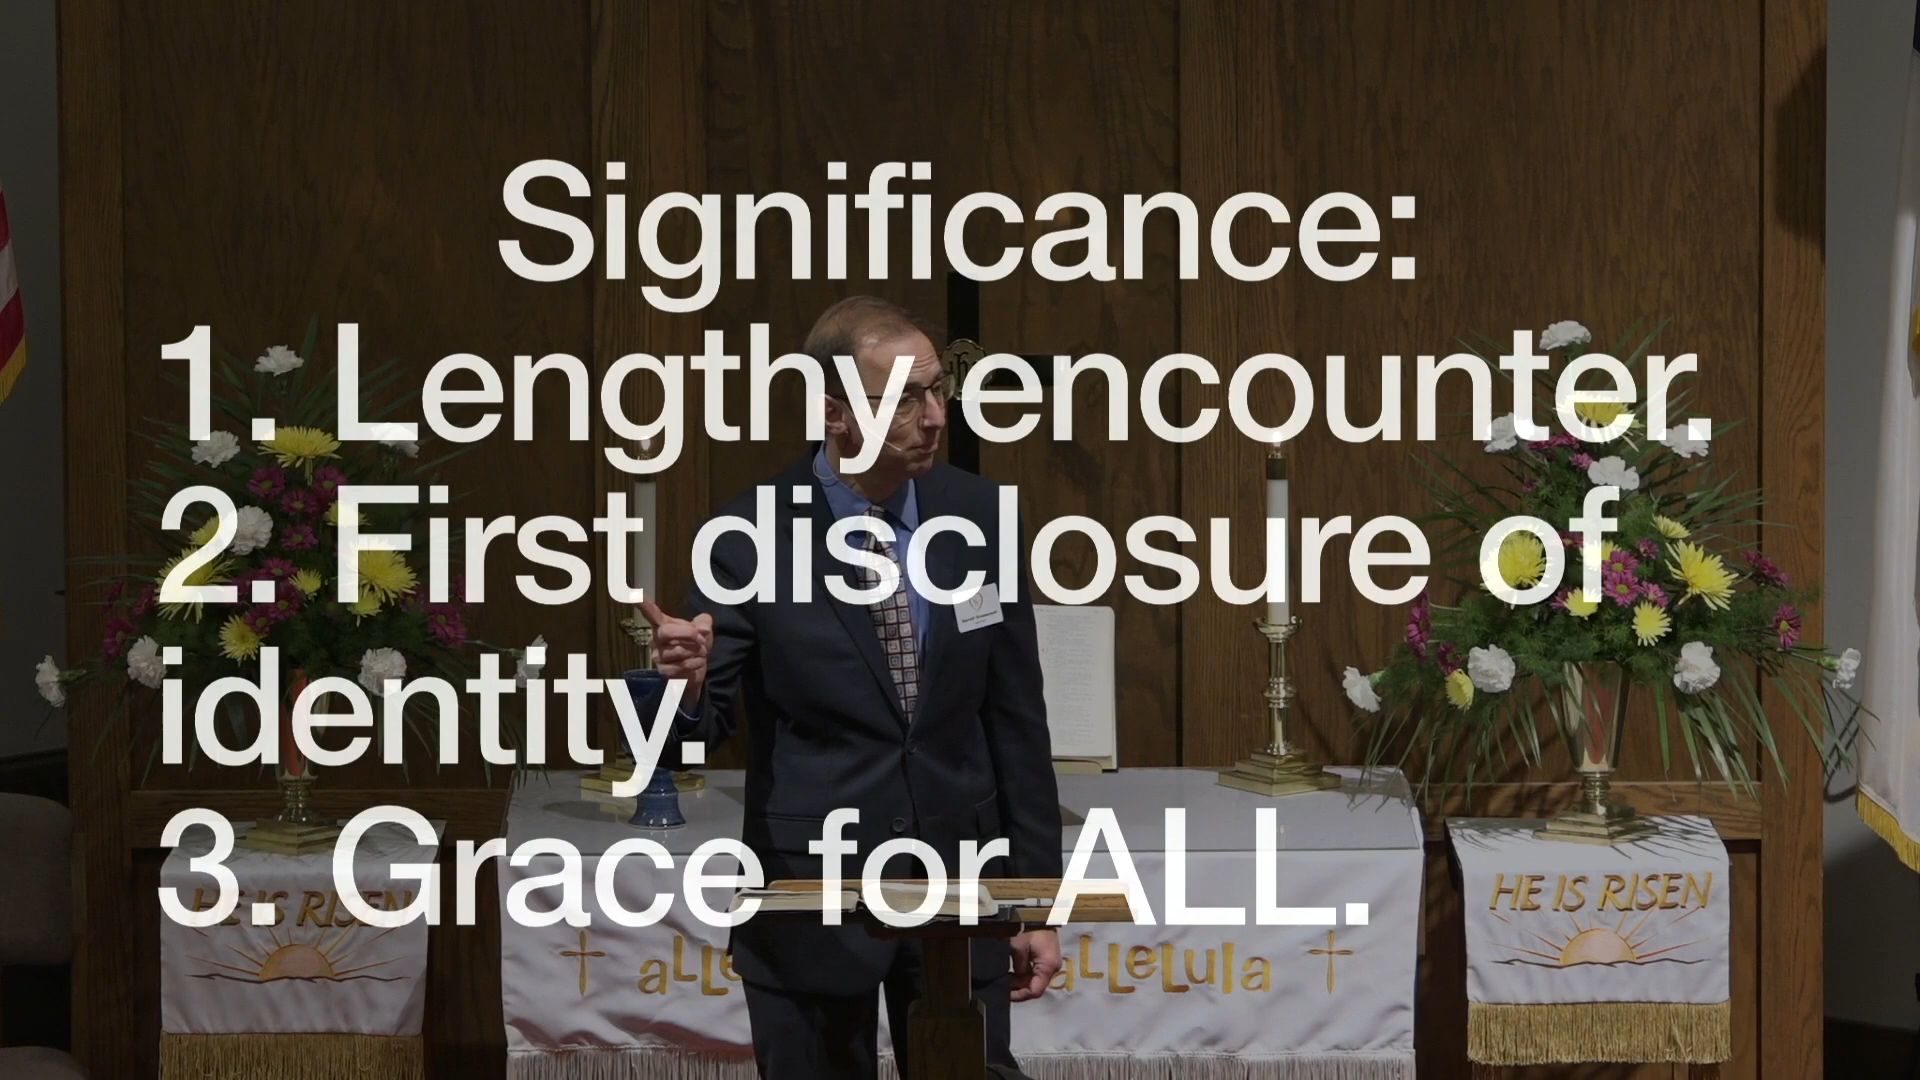 Significance:
1. Lengthy encounter.
2. First disclosure of
identity.
3. Grace for ALL.
HE IS RISEN
HE IS RISEN
aLLeLuIa